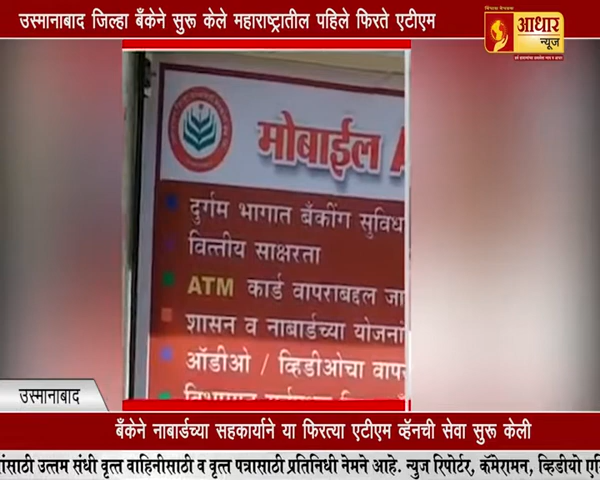 उस्मानाबाद जिल्हा बँकेने सुरू केले महाराष्ट्रातील पहिले फिरते एटीएम
आधार
न्यूज
मोबाईल
दुर्गम भागात बँकींग सुविध
वित्तीय साक्षरता
ATM कार्ड वापराबद्दल जा
शासन व नाबार्डच्या योजनां
ऑडीओ / व्हिडीओचा वापर
उस्मानाबाद
बँकेने नाबार्डच्या सहकार्याने या फिरत्या एटीएम व्हॅनची सेवा सुरू केली
ांसाठी उत्तम संधी वृत्त वाहिनीसाठी व वृत्त पत्रासाठी प्रतिनिधी नेमने आहे. न्युज रिपोर्टर, कॅमेरामन, व्हिडीयो एि